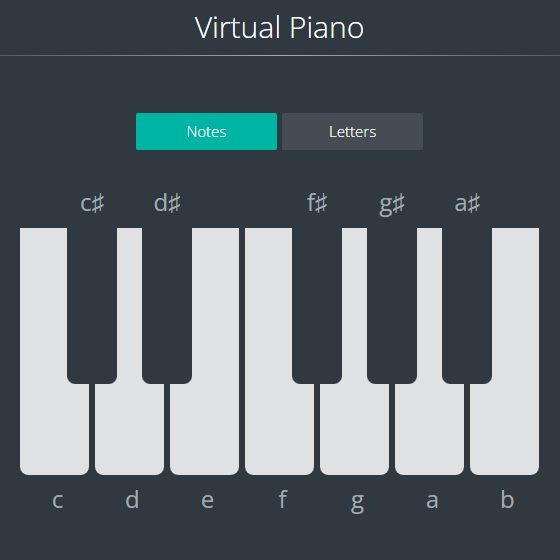 Virtual Piano
Notes Letters
c♯ d♯ f♯ g♯ a♯
c d e f g a b